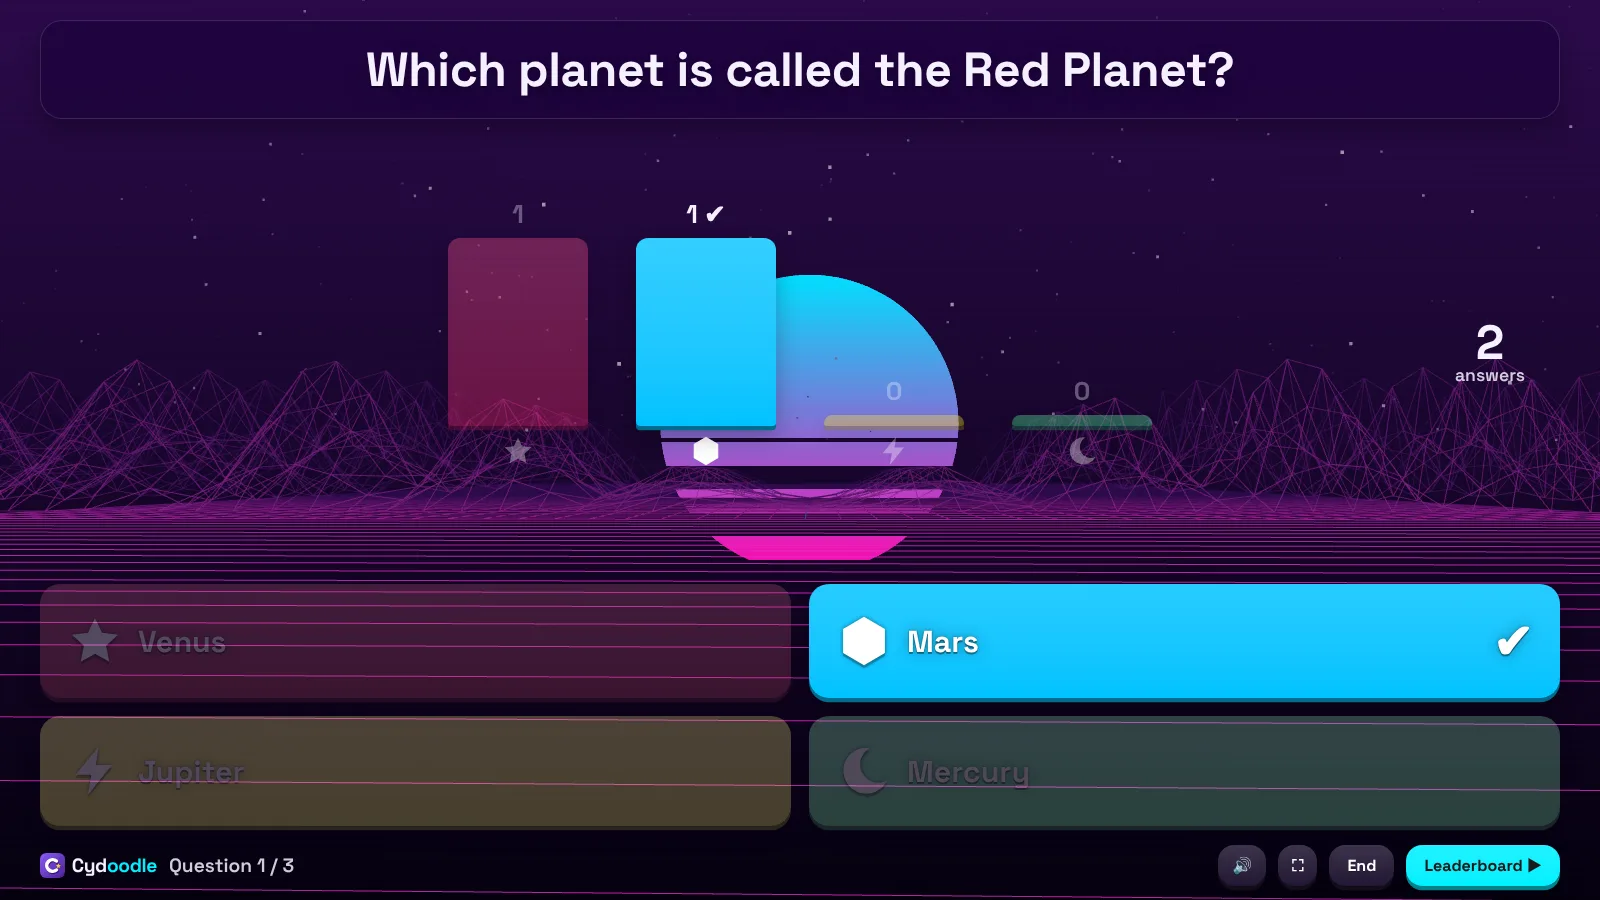 Which planet is called the Red Planet?
1
1 ✔
0
0
2
answers
Venus
Mars ✔
Jupiter
Mercury
Cydoodle Question 1 / 3
End
Leaderboard ▶